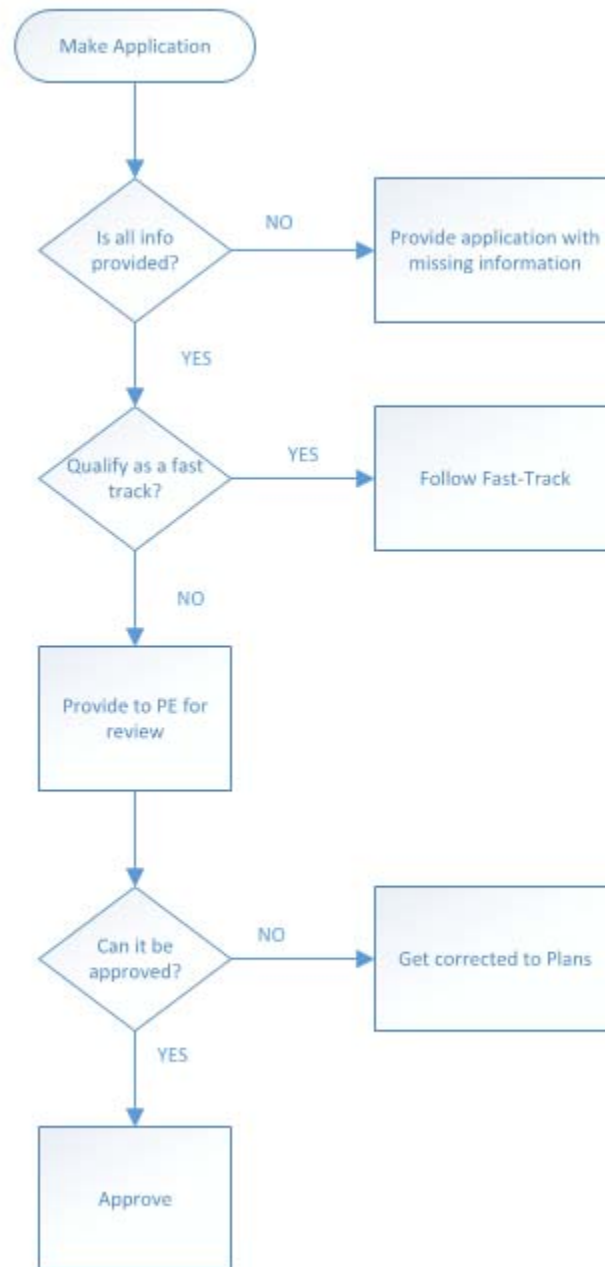 Make Application
Is all info
provided?
NO
Provide application with
missing information
YES
Qualify as a fast
track?
YES
Follow Fast-Track
NO
Provide to PE for
review
Can it be
approved?
NO
Get corrected to Plans
YES
Approve